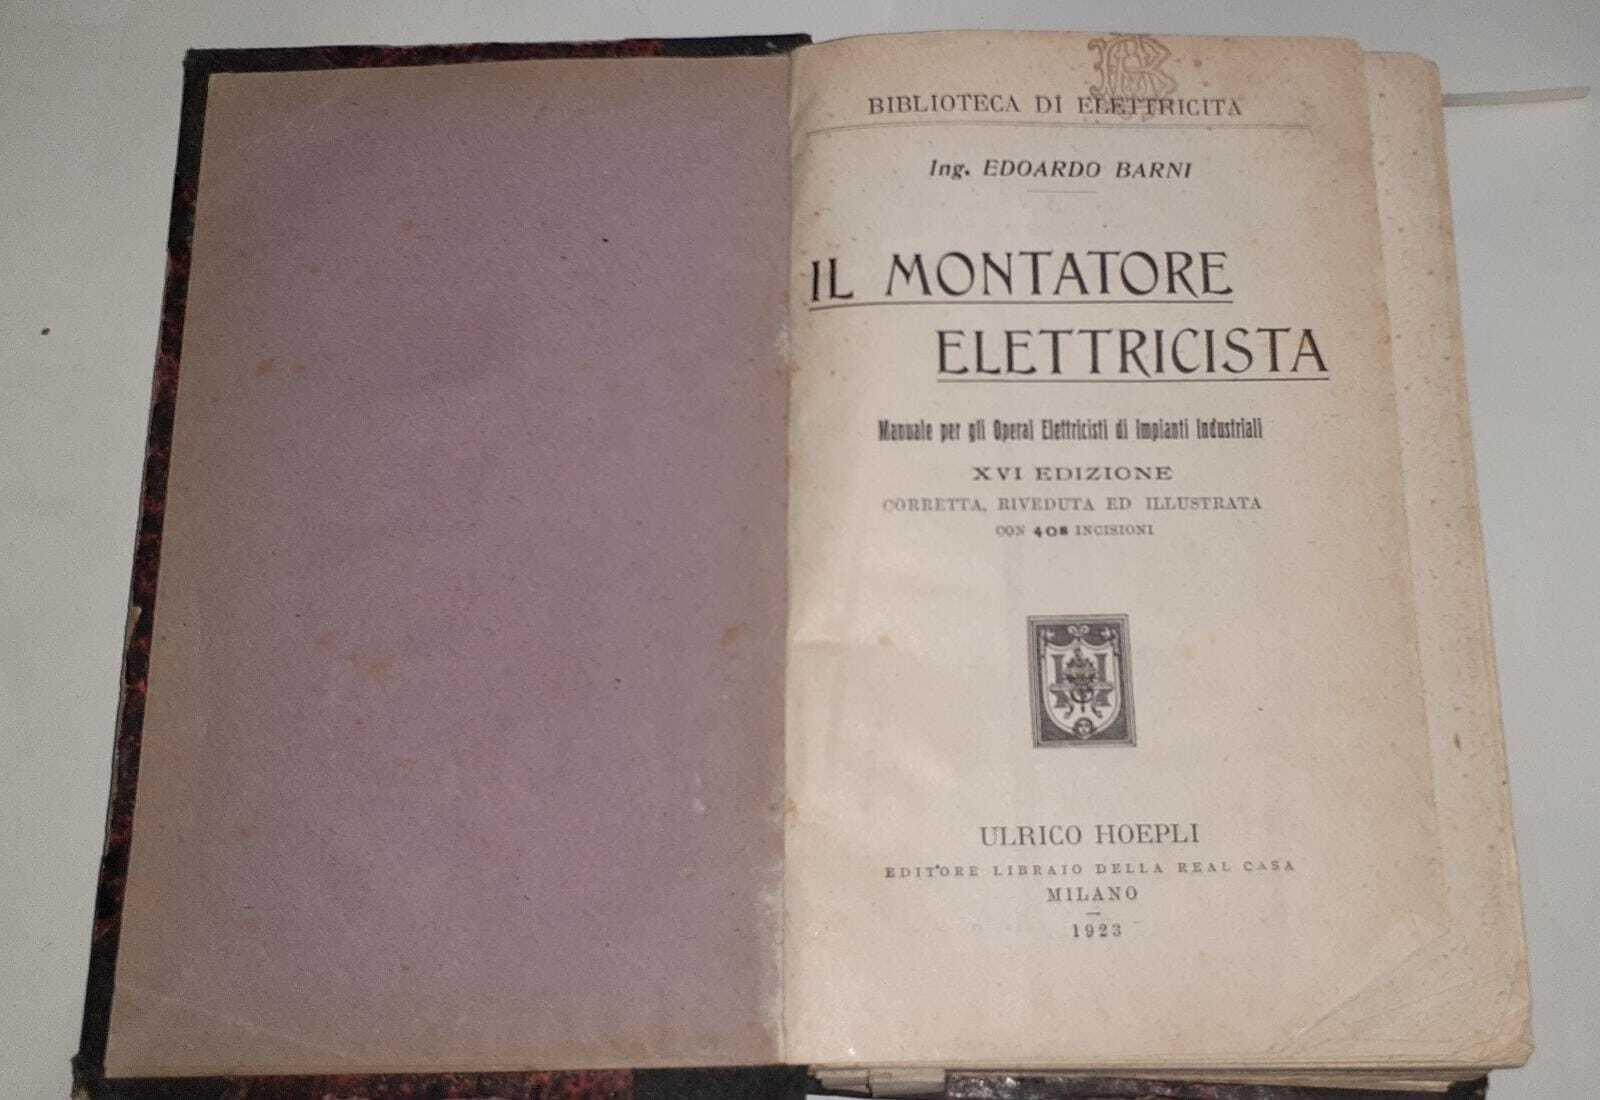 BIBLIOTECA DI ELETTRICITÀ
Ing. EDOARDO BARNI
IL MONTATORE
ELETTRICISTA
Manuale per gli Operai Elettricisti di Impianti Industriali
XVI EDIZIONE
CORRETTA, RIVEDUTA ED ILLUSTRATA
CON 408 INCISIONI
ULRICO HOEPLI
EDITORE LIBRAIO DELLA REAL CASA
MILANO
1923